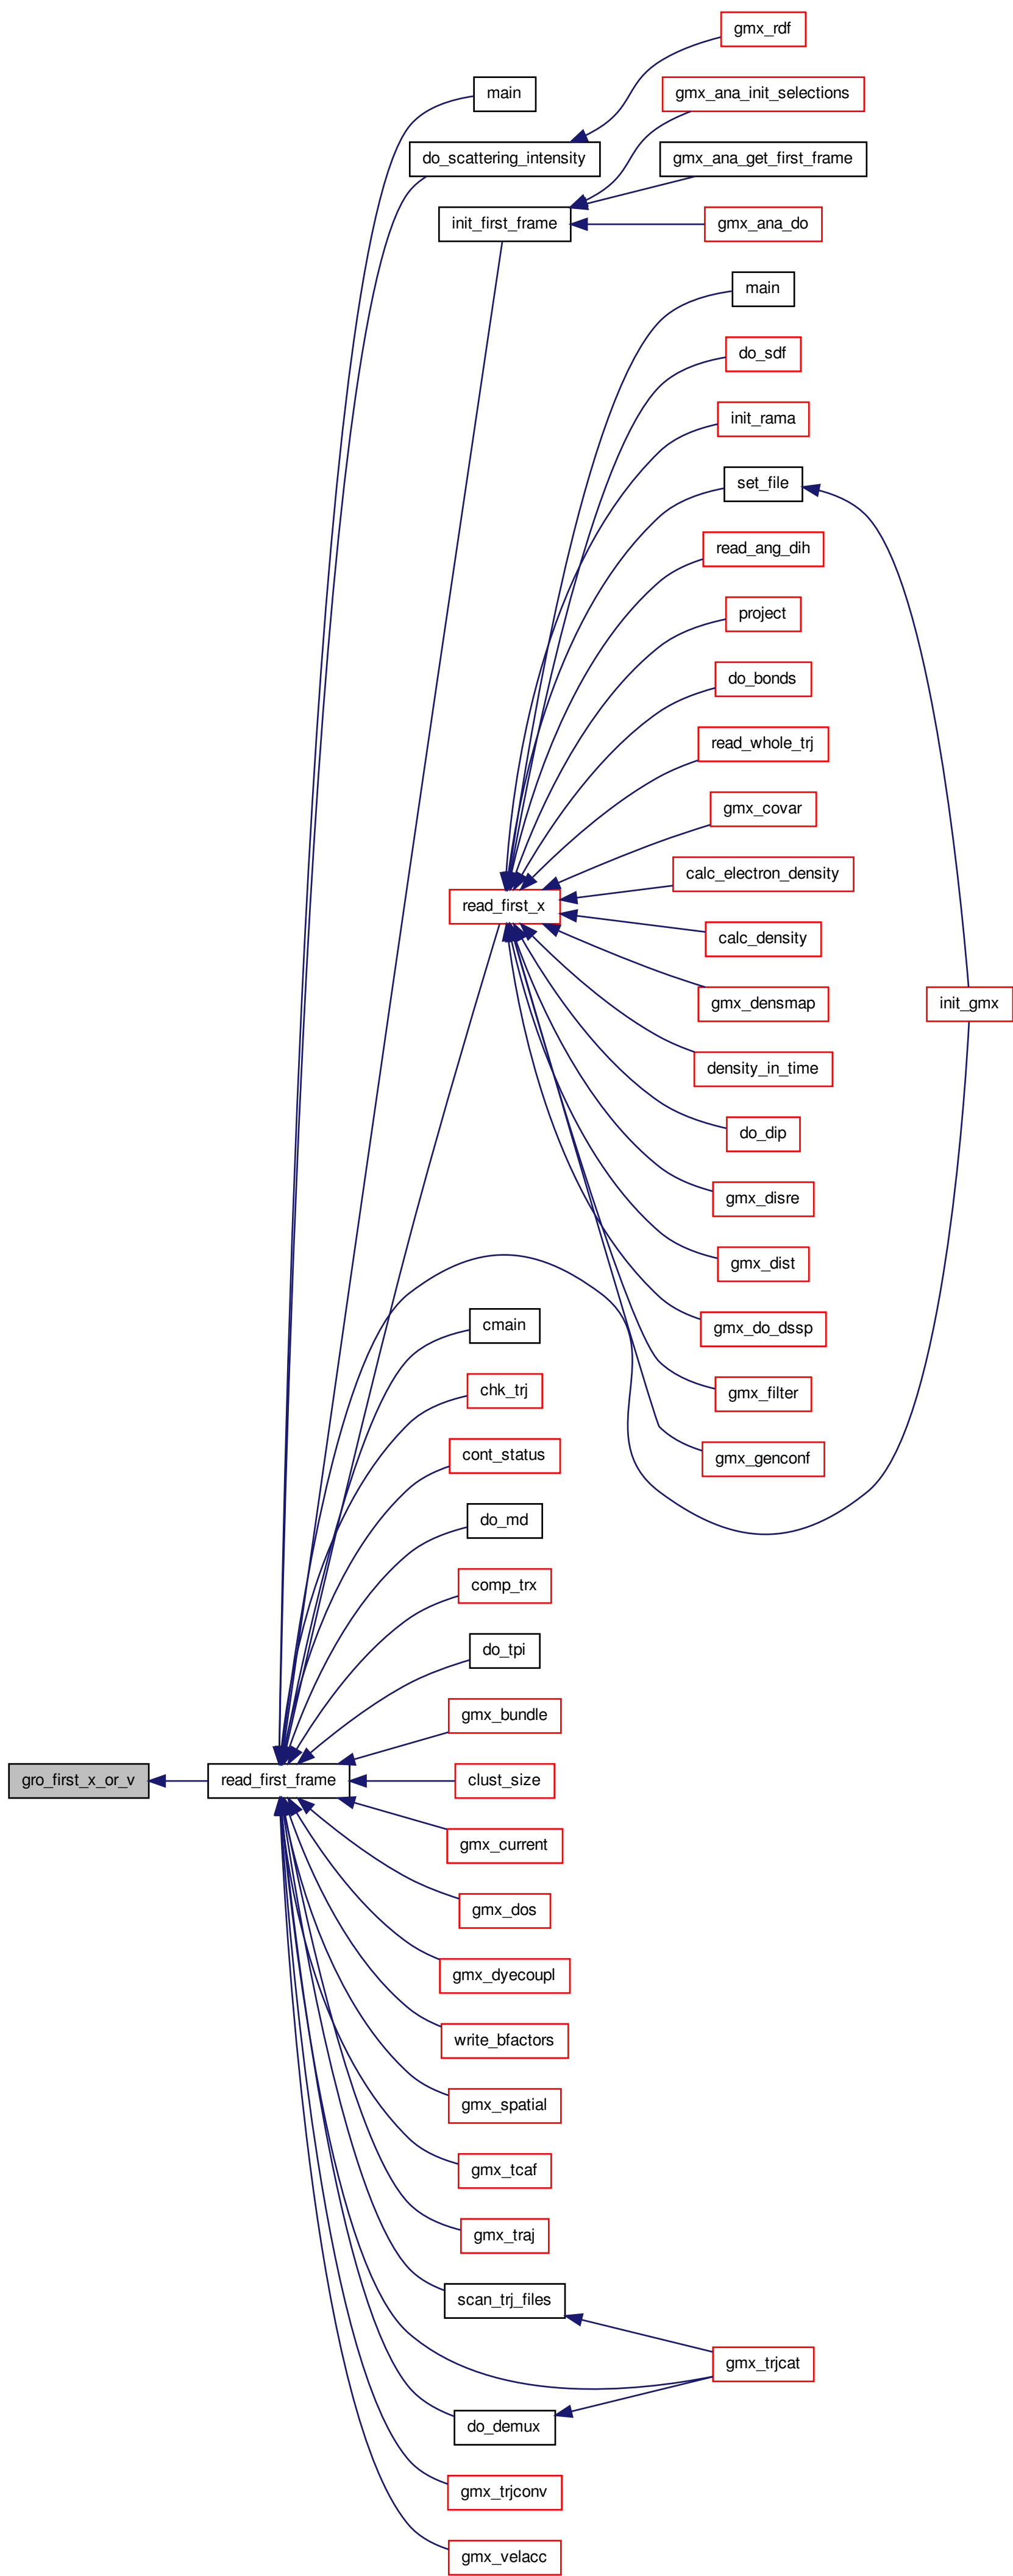 gmx_rdf
main
gmx_ana_init_selections
do_scattering_intensity
gmx_ana_get_first_frame
init_first_frame
gmx_ana_do
main
do_sdf
init_rama
set_file
read_ang_dih
project
do_bonds
read_whole_trj
gmx_covar
calc_electron_density
read_first_x
calc_density
gmx_densmap
init_gmx
density_in_time
do_dip
gmx_disre
gmx_dist
cmain
gmx_do_dssp
chk_trj
gmx_filter
cont_status
gmx_genconf
do_md
comp_trx
do_tpi
gmx_bundle
gro_first_x_or_v
read_first_frame
clust_size
gmx_current
gmx_dos
gmx_dyecoupl
write_bfactors
gmx_spatial
gmx_tcaf
gmx_traj
scan_trj_files
gmx_trjcat
do_demux
gmx_trjconv
gmx_velacc